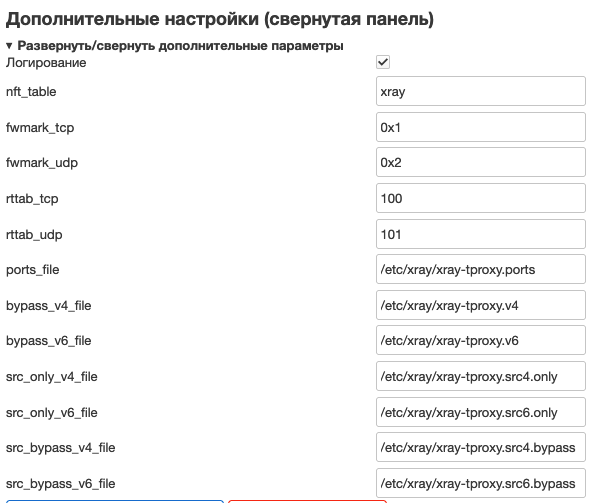 Дополнительные настройки (свернутая панель)
▼ Развернуть/свернуть дополнительные параметры
Логирование
nft_table xray
fwmark_tcp 0x1
fwmark_udp 0x2
rttab_tcp 100
rttab_udp 101
ports_file /etc/xray/xray-tproxy.ports
bypass_v4_file /etc/xray/xray-tproxy.v4
bypass_v6_file /etc/xray/xray-tproxy.v6
src_only_v4_file /etc/xray/xray-tproxy.src4.only
src_only_v6_file /etc/xray/xray-tproxy.src6.only
src_bypass_v4_file /etc/xray/xray-tproxy.src4.bypass
src_bypass_v6_file /etc/xray/xray-tproxy.src6.bypass